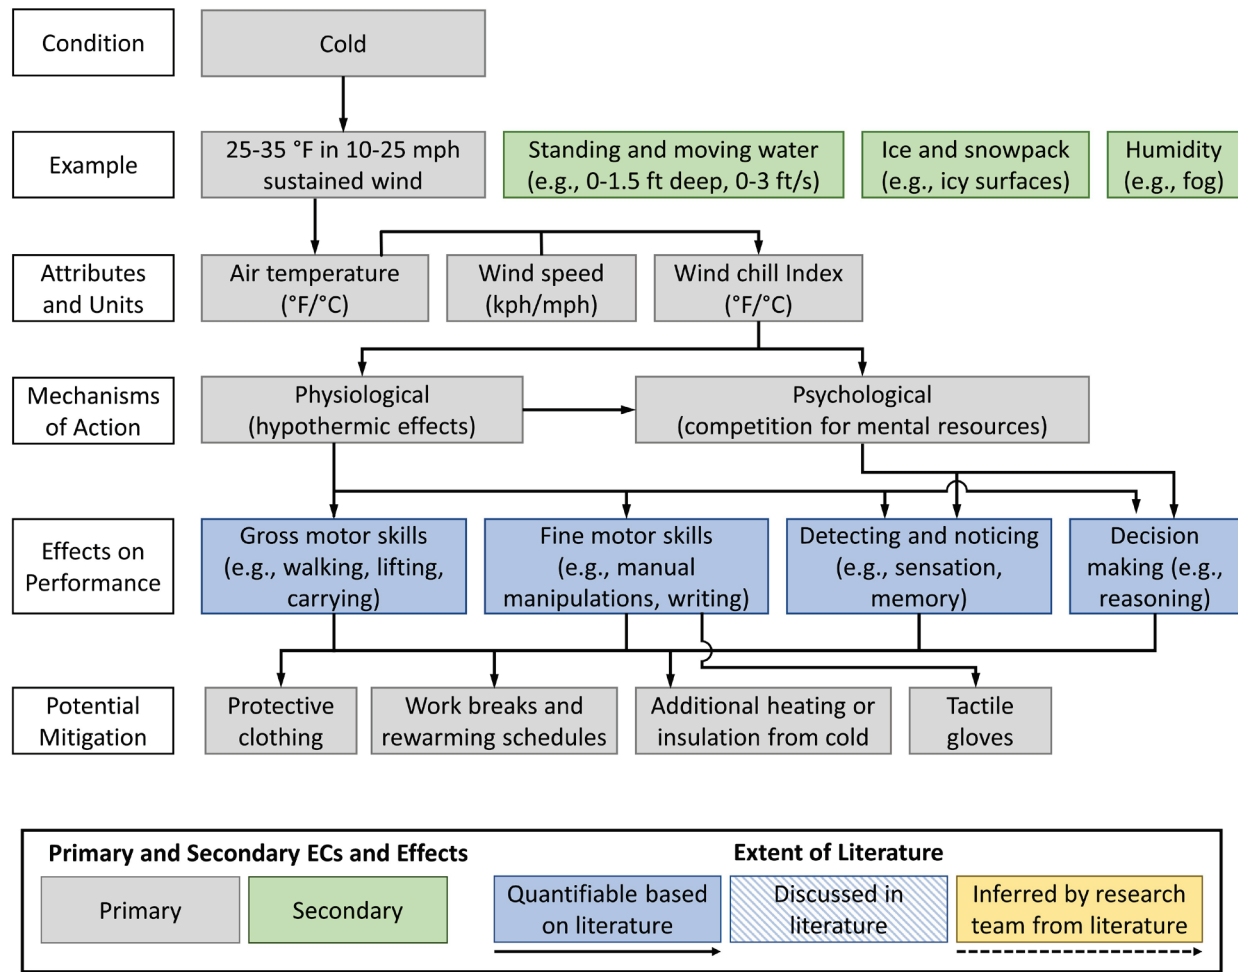 Condition
Cold
Example
25-35 °F in 10-25 mph
sustained wind
Standing and moving water
(e.g., 0-1.5 ft deep, 0-3 ft/s)
Ice and snowpack
(e.g., icy surfaces)
Humidity
(e.g., fog)
Attributes
and Units
Air temperature
(°F/°C)
Wind speed
(kph/mph)
Wind chill Index
(°F/°C)
Mechanisms
of Action
Physiological
(hypothermic effects)
Psychological
(competition for mental resources)
Effects on
Performance
Gross motor skills
(e.g., walking, lifting,
carrying)
Fine motor skills
(e.g., manual
manipulations, writing)
Detecting and noticing
(e.g., sensation,
memory)
Decision
making (e.g.,
reasoning)
Potential
Mitigation
Protective
clothing
Work breaks and
rewarming schedules
Additional heating or
insulation from cold
Tactile
gloves
Primary and Secondary ECs and Effects
Primary
Secondary
Extent of Literature
Quantifiable based
on literature
Discussed in
literature
Inferred by research
team from literature